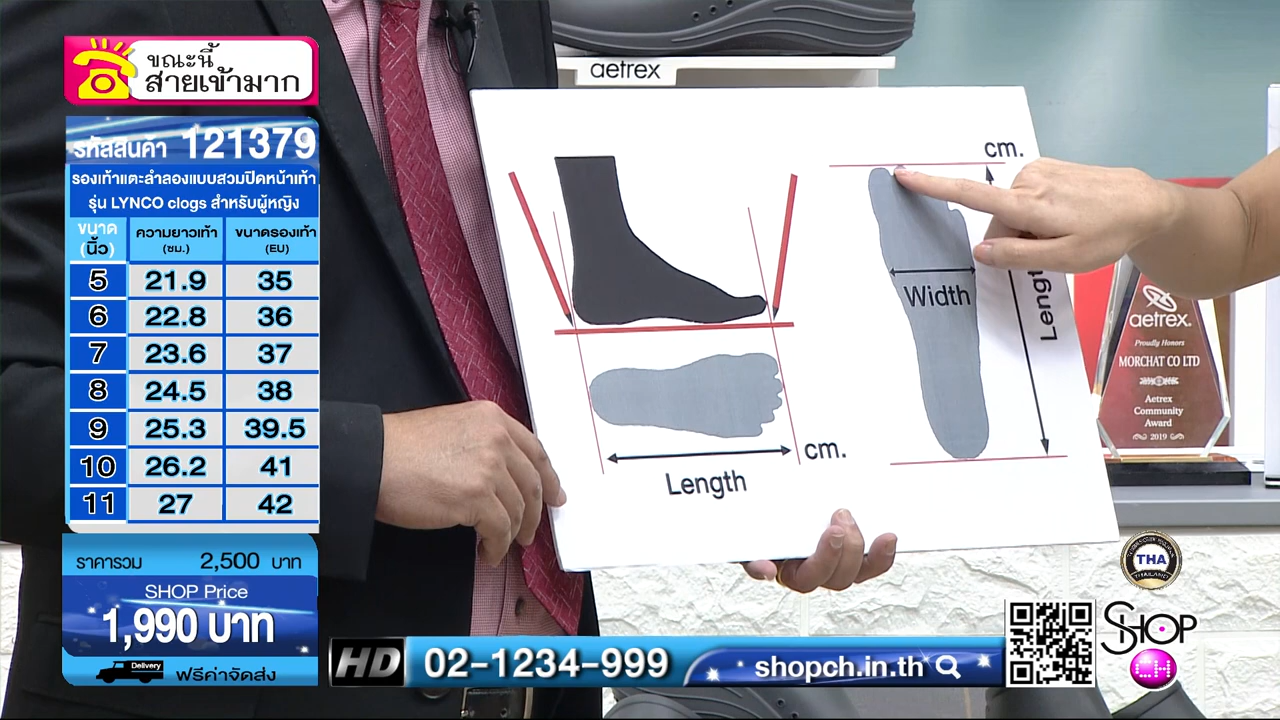 ขณะนี้
สายเข้ามาก
รหัสสินค้า 121379
รองเท้าแตะลำลองแบบสวมปิดหน้าเท้า
รุ่น LYNCO clogs สำหรับผู้หญิง
ขนาด (นิ้ว) ความยาวเท้า (ซม.) ขนาดรองเท้า (EU)
5 21.9 35
6 22.8 36
7 23.6 37
8 24.5 38
9 25.3 39.5
10 26.2 41
11 27 42
ราคารวม 2,500 บาท
SHOP Price
1,990 บาท
Delivery ฟรีค่าจัดส่ง
aetrex
cm.
Width
Length
cm.
Length
aetrex.
Proudly Honors
MORCHAT CO LTD
Aetrex
Community
Award
2019
THA
THAILAND
HD 02-1234-999 shopch.in.th
SHOP
CH